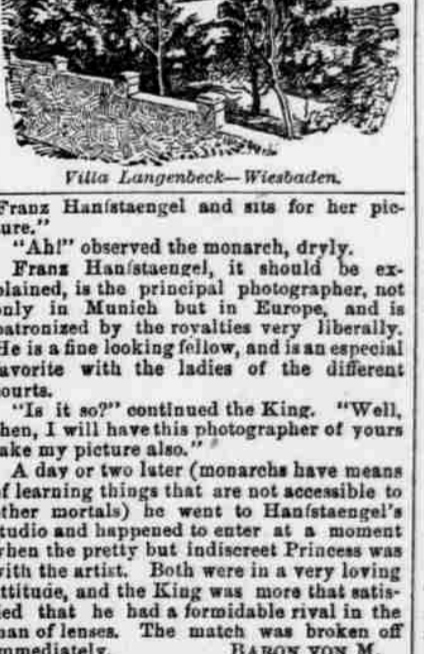 Villa Langenbeck—Wiesbaden.
Franz Hanfstaengel and sits for her pic-
ure."
"Ah!" observed the monarch, dryly.
Franz Hanfstaengel, it should be ex-
plained, is the principal photographer, not
only in Munich but in Europe, and is
patronized by the royalties very liberally.
He is a fine looking fellow, and is an especial
avorite with the ladies of the different
ourts.
"Is it so?" continued the King. "Well,
hen, I will have this photographer of yours
ake my picture also."
A day or two later (monarchs have means
of learning things that are not accessible to
ther mortals) he went to Hanfstaengel's
tudio and happened to enter at a moment
when the pretty but indiscreet Princess was
with the artist. Both were in a very loving
ttitude, and the King was more that satis-
ied that he had a formidable rival in the
man of lenses. The match was broken off
mmediately. BARON VON M.